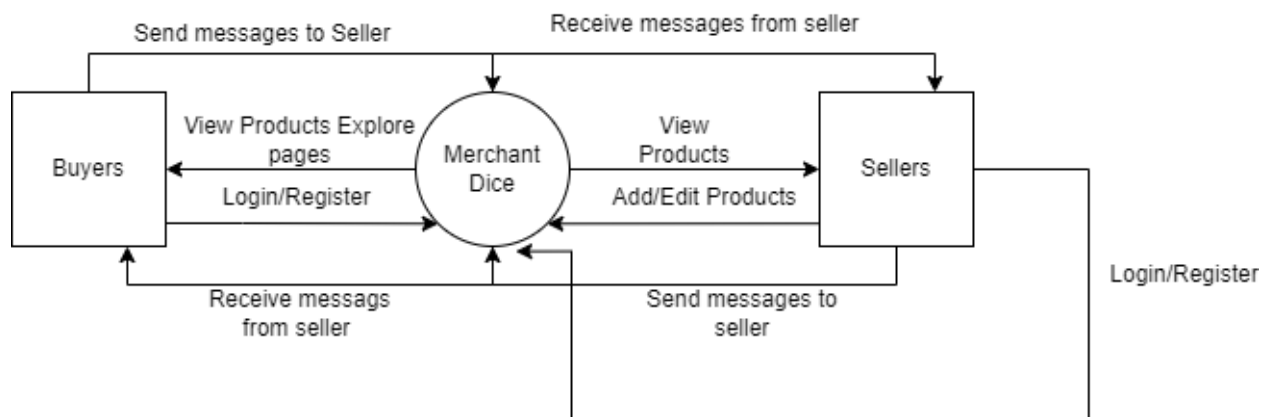 Send messages to Seller
Receive messages from seller
View Products Explore
pages
View
Products
Buyers
Merchant
Dice
Sellers
Login/Register
Add/Edit Products
Login/Register
Receive messags
from seller
Send messages to
seller